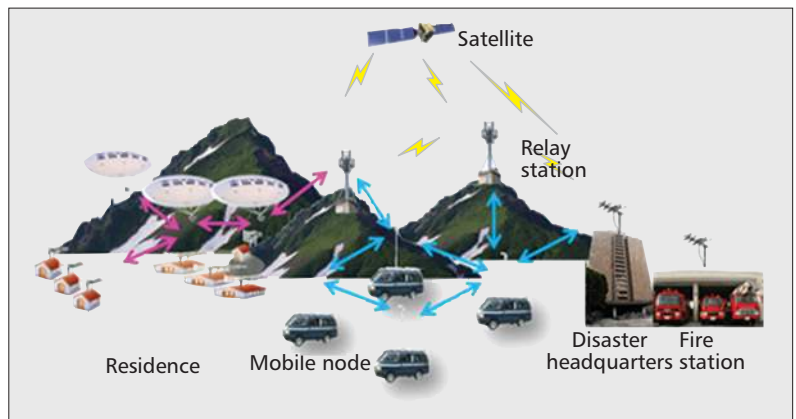 Satellite
Relay
station
Residence
Mobile node
Disaster
headquarters
Fire
station